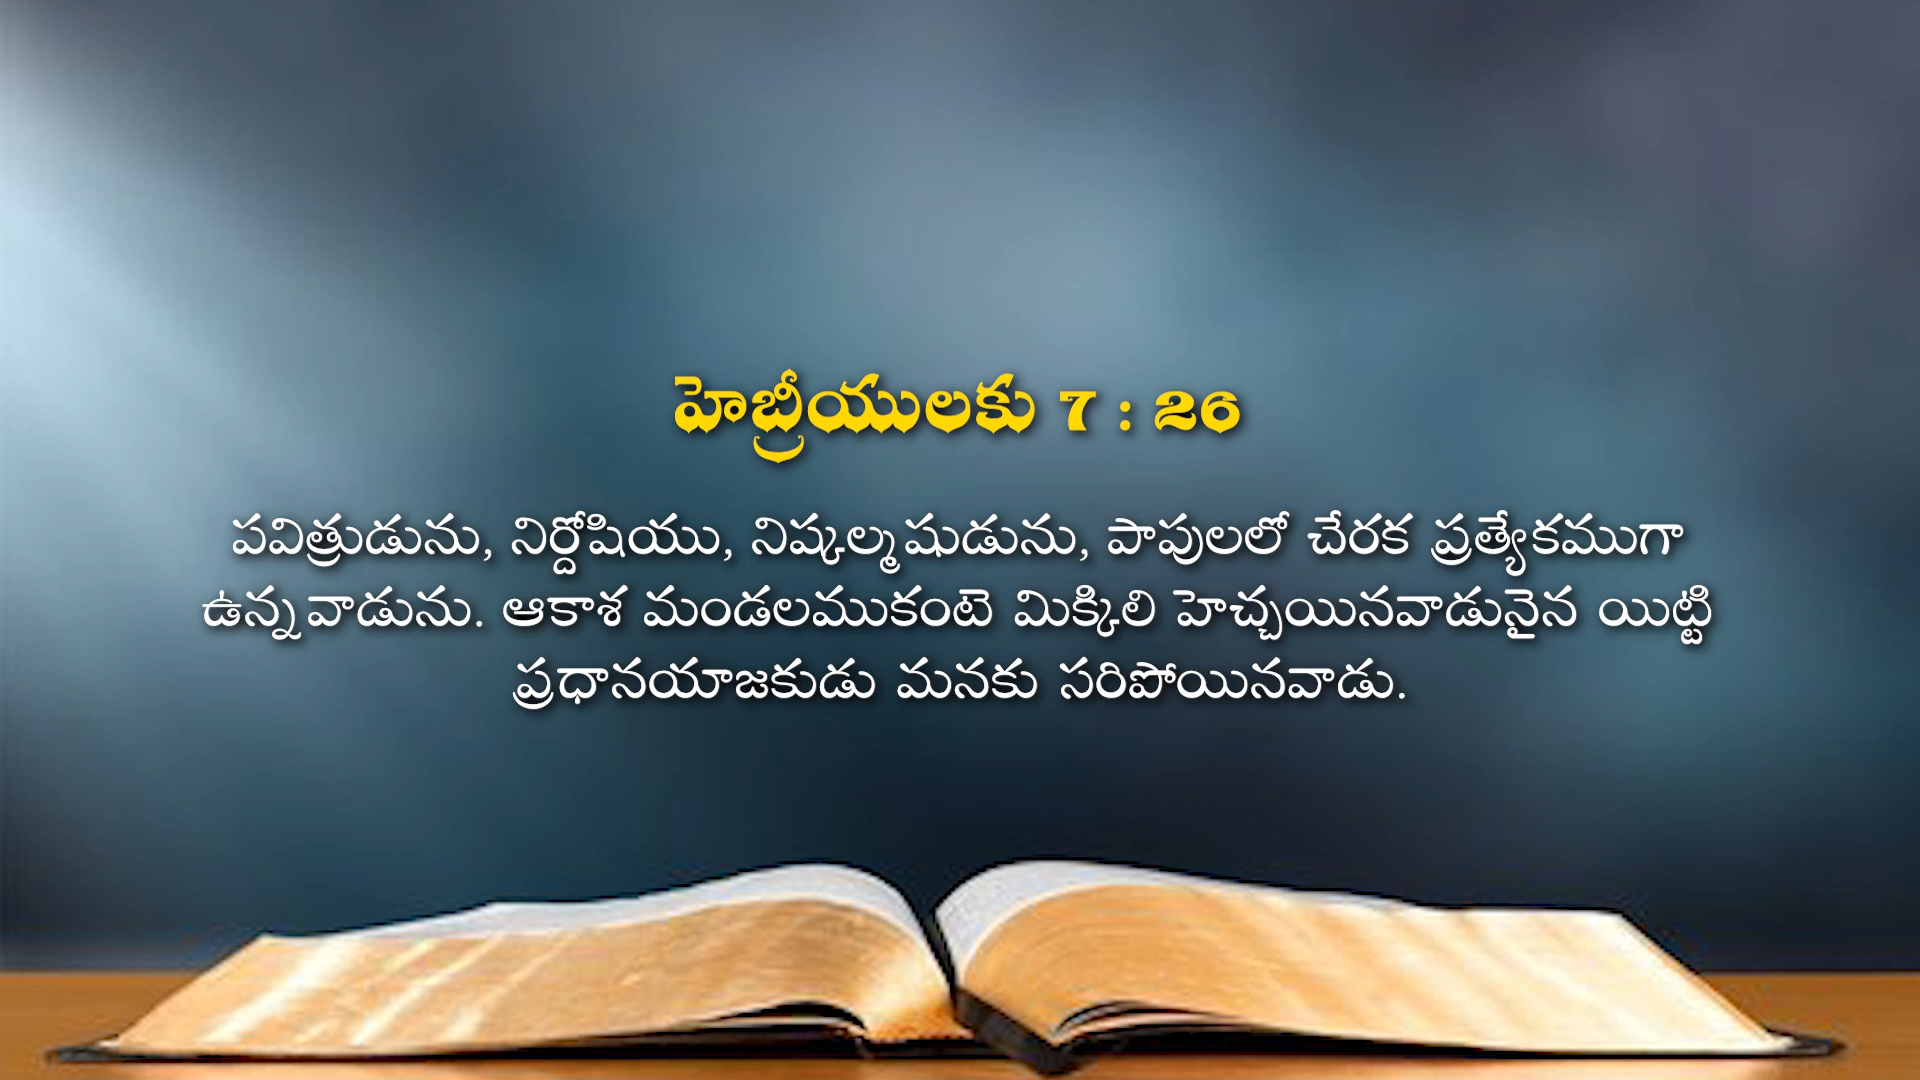 హెబ్రీయులకు 7 : 26
పవిత్రుడును, నిర్దోషియు, నిష్కల్మషుడును, పాపులలో చేరక ప్రత్యేకముగా
ఉన్నవాడును. ఆకాశ మండలముకంటె మిక్కిలి హెచ్చయినవాడునైన యిట్టి
ప్రధానయాజకుడు మనకు సరిపోయినవాడు.